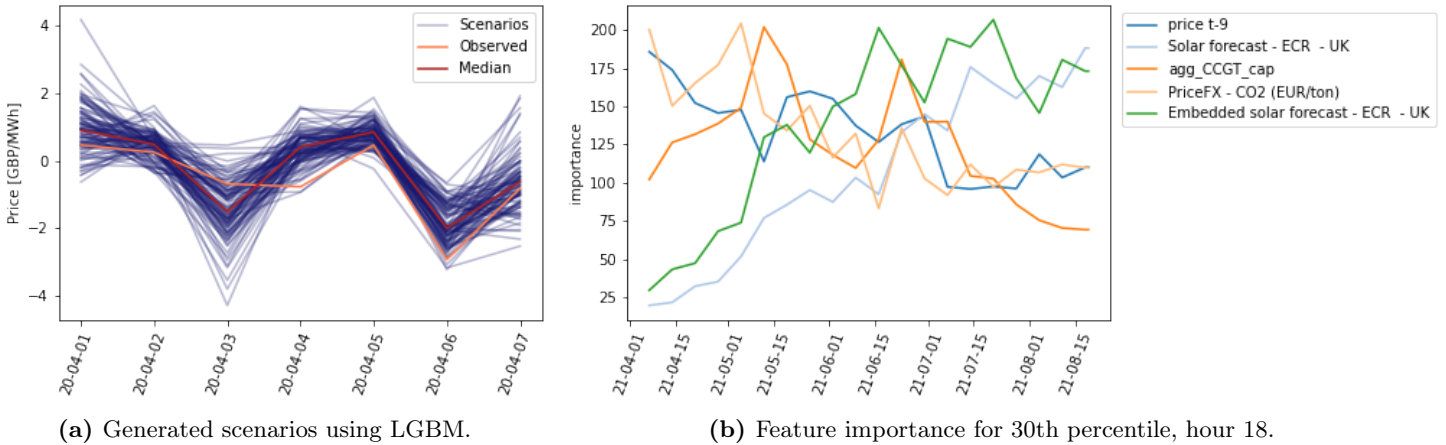 Scenarios
Observed
Median
4
2
0
−2
−4
Price [GBP/MWh]
20-04-01
20-04-02
20-04-03
20-04-04
20-04-05
20-04-06
20-04-07
(a) Generated scenarios using LGBM.
200
175
150
125
100
75
50
25
importance
21-04-01
21-04-15
21-05-01
21-05-15
21-06-01
21-06-15
21-07-01
21-07-15
21-08-01
21-08-15
price t-9
Solar forecast - ECR - UK
agg_CCGT_cap
PriceFX - CO2 (EUR/ton)
Embedded solar forecast - ECR - UK
(b) Feature importance for 30th percentile, hour 18.